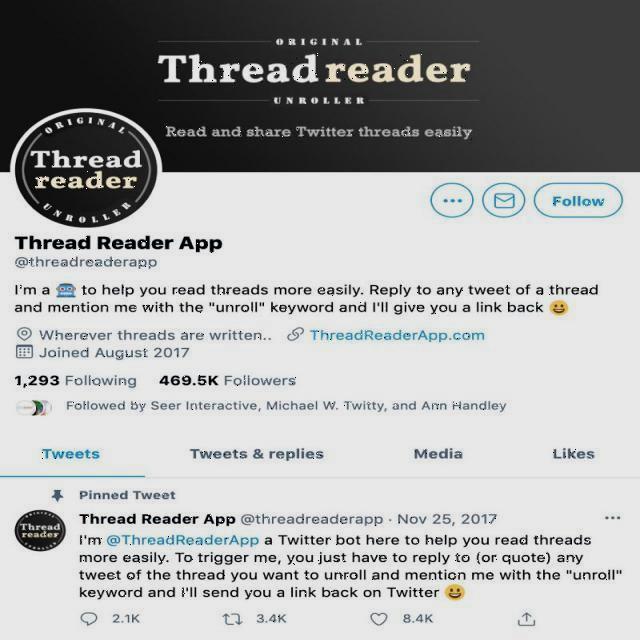 ORIGINAL
Threadreader
UNROLLER
Read and share Twitter threads easily
ORIGINAL
Thread
reader
UNROLLER
Follow
Thread Reader App
@threadreaderapp
I'm a 🤖 to help you read threads more easily. Reply to any tweet of a thread
and mention me with the "unroll" keyword and I'll give you a link back 😀
Wherever threads are written.. ThreadReaderApp.com
Joined August 2017
1,293 Following 469.5K Followers
Followed by Seer Interactive, Michael W. Twitty, and Ann Handley
Tweets Tweets & replies Media Likes
Pinned Tweet
Thread Reader App @threadreaderapp · Nov 25, 2017
Thread
reader
I'm @ThreadReaderApp a Twitter bot here to help you read threads
more easily. To trigger me, you just have to reply to (or quote) any
tweet of the thread you want to unroll and mention me with the "unroll"
keyword and I'll send you a link back on Twitter 😀
2.1K 3.4K 8.4K